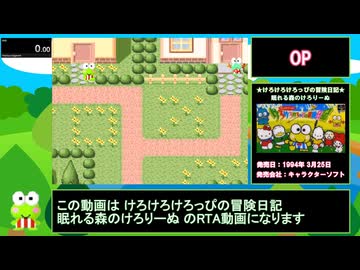 0.00
OP
★けろけろけろっぴの冒険日記★
眠れる森のけろりーぬ
発売日：1994年 3月25日
発売会社：キャラクターソフト
この動画は けろけろけろっぴの冒険日記
眠れる森のけろりーぬ のRTA動画になります